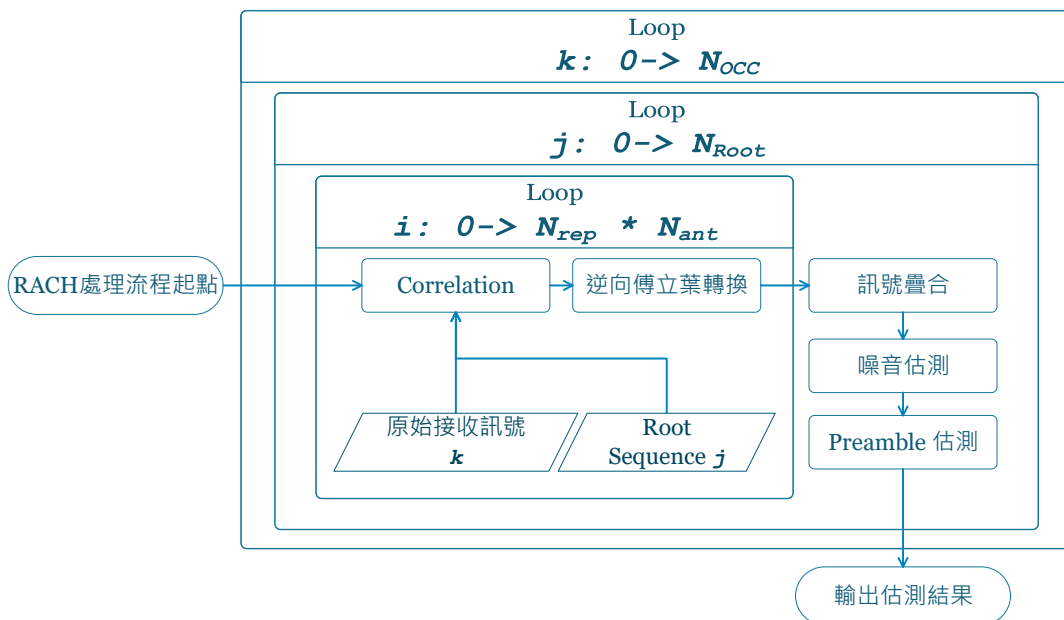 Loop
k: 0-> N_OCC
Loop
j: 0-> N_Root
Loop
i: 0-> N_rep * N_ant
RACH處理流程起點
Correlation
逆向傅立葉轉換
訊號疊合
噪音估測
Preamble 估測
原始接收訊號
k
Root
Sequence j
輸出估測結果